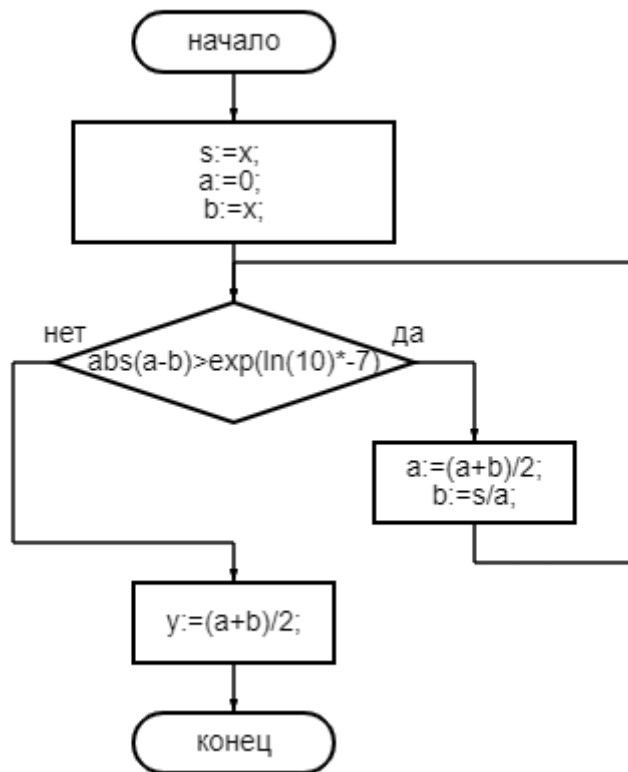 начало
s:=x;
a:=0;
b:=x;
нет
да
abs(a-b)>exp(ln(10)*-7)
a:=(a+b)/2;
b:=s/a;
y:=(a+b)/2;
конец